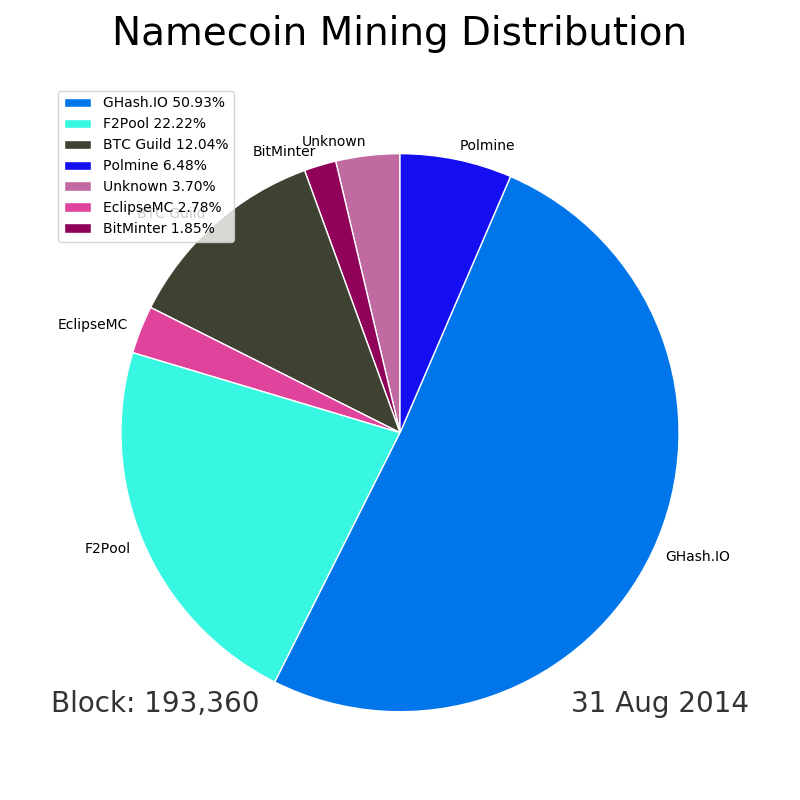 Namecoin Mining Distribution
GHash.IO 50.93%
F2Pool 22.22%
BTC Guild 12.04%
Polmine 6.48%
Unknown 3.70%
EclipseMC 2.78%
BitMinter 1.85%
BTC Guild
BitMinter
Unknown
Polmine
EclipseMC
F2Pool
GHash.IO
Block: 193,360
31 Aug 2014